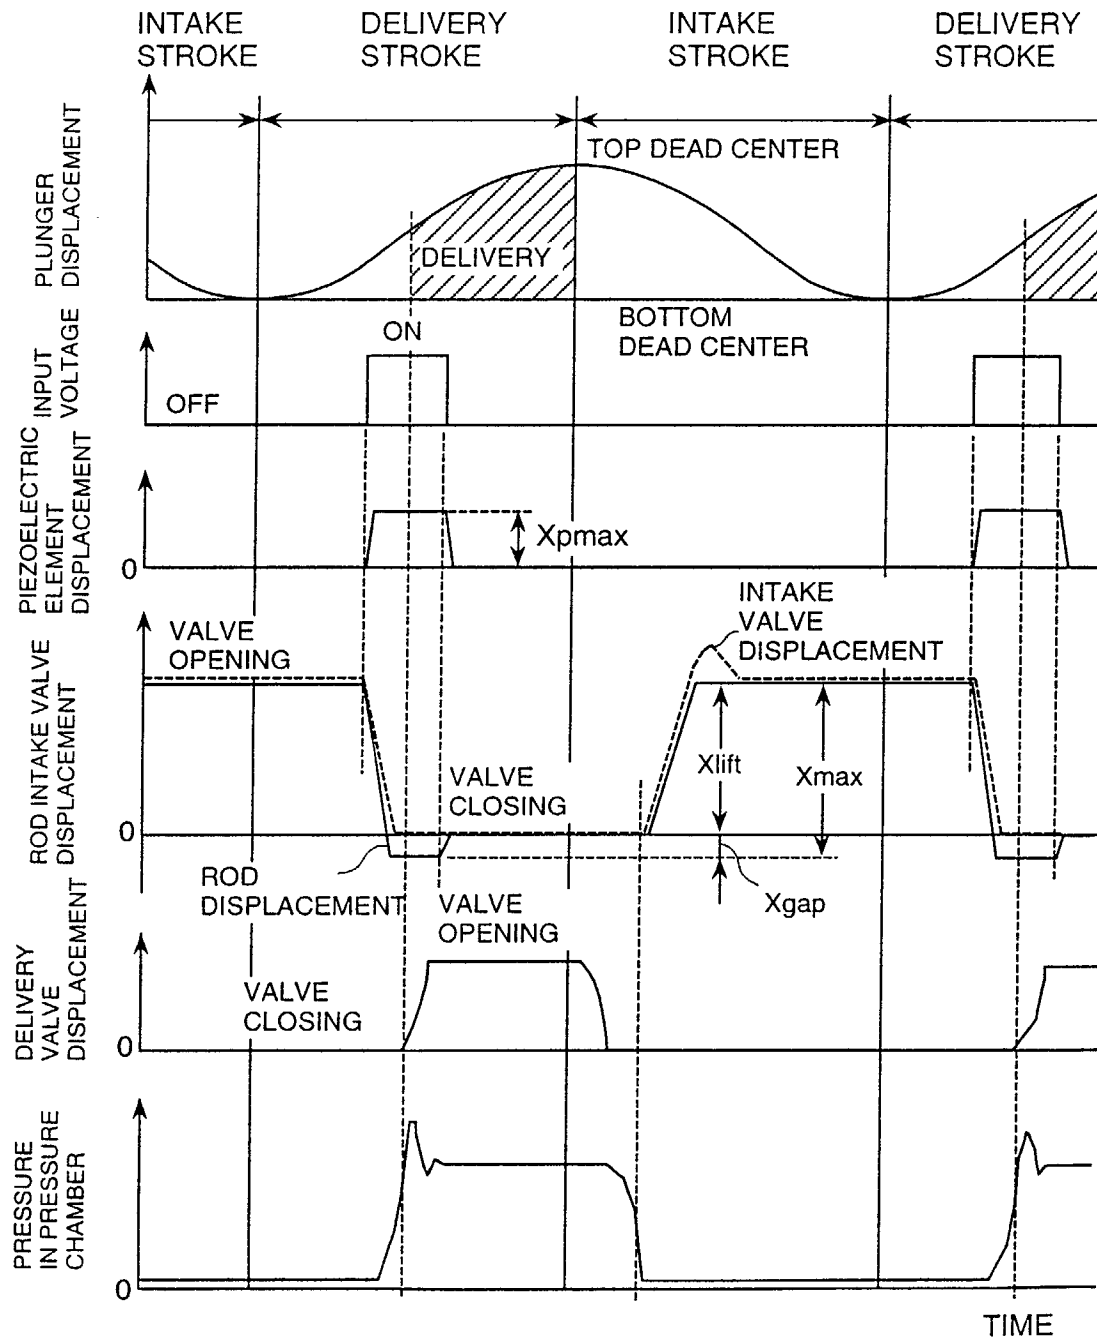 INTAKE
STROKE
DELIVERY
STROKE
INTAKE
STROKE
DELIVERY
STROKE
PLUNGER
DISPLACEMENT
TOP DEAD CENTER
DELIVERY
BOTTOM
DEAD CENTER
INPUT
VOLTAGE
ON
OFF
PIEZOELECTRIC
ELEMENT
DISPLACEMENT
0
Xpmax
ROD INTAKE VALVE
DISPLACEMENT
VALVE
OPENING
INTAKE
VALVE
DISPLACEMENT
Xlift
Xmax
VALVE
CLOSING
0
ROD
DISPLACEMENT
Xgap
DELIVERY
VALVE
DISPLACEMENT
VALVE
OPENING
VALVE
CLOSING
0
PRESSURE
IN PRESSURE
CHAMBER
0
TIME